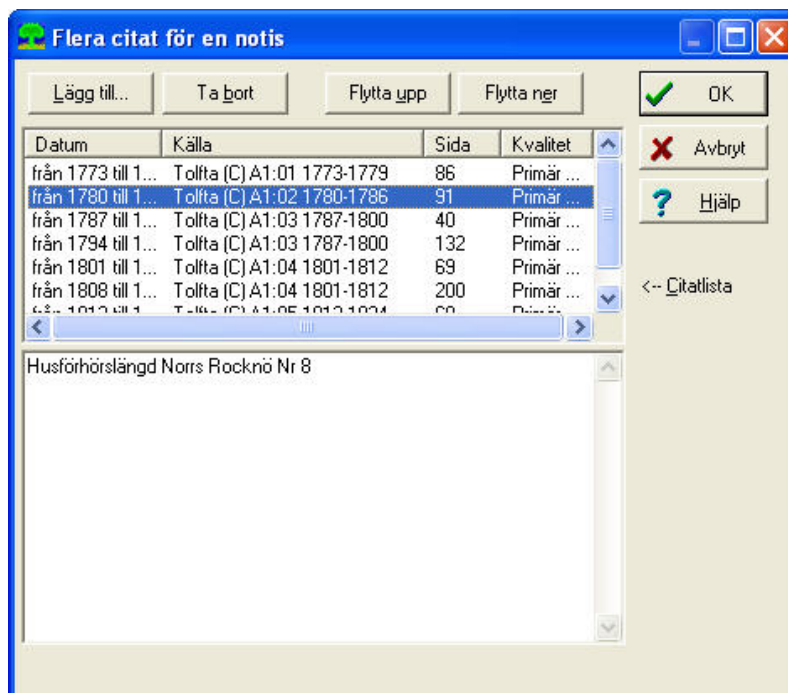 Flera citat för en notis
Lägg till... Ta bort Flytta upp Flytta ner OK
Datum Källa Sida Kvalitet Avbryt
från 1773 till 1... Tolfta (C) A1:01 1773-1779 86 Primär ...
från 1780 till 1... Tolfta (C) A1:02 1780-1786 91 Primär ... Hjälp
från 1787 till 1... Tolfta (C) A1:03 1787-1800 40 Primär ...
från 1794 till 1... Tolfta (C) A1:03 1787-1800 132 Primär ...
från 1801 till 1... Tolfta (C) A1:04 1801-1812 69 Primär ...
från 1808 till 1... Tolfta (C) A1:04 1801-1812 200 Primär ... <-- Citatlista
Husförhörslängd Norrs Rocknö Nr 8